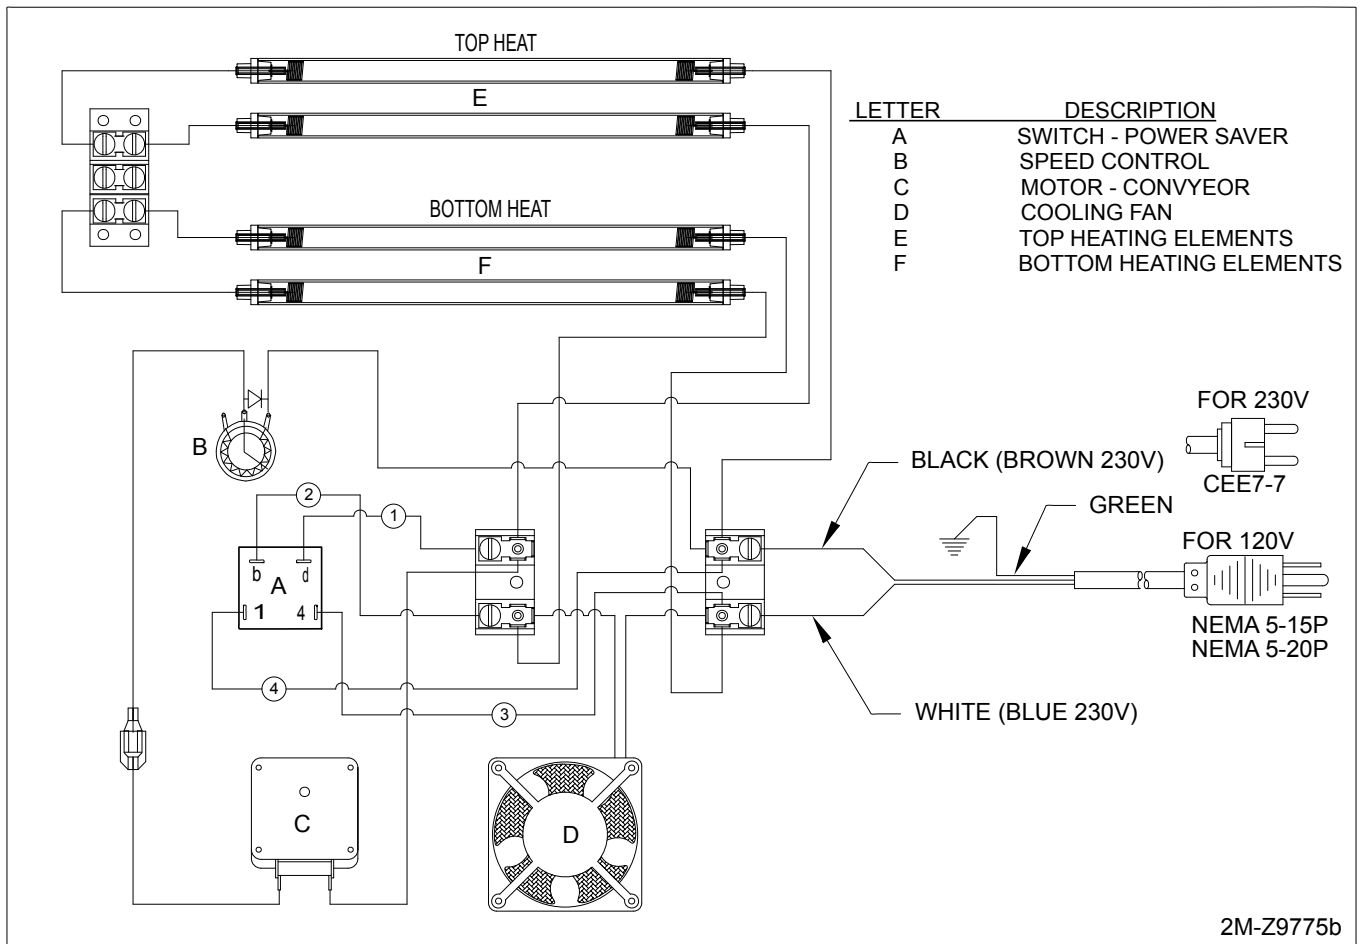 TOP HEAT
E
BOTTOM HEAT
F
LETTER DESCRIPTION
A SWITCH - POWER SAVER
B SPEED CONTROL
C MOTOR - CONVYEOR
D COOLING FAN
E TOP HEATING ELEMENTS
F BOTTOM HEATING ELEMENTS
B
2
1
b d
A
1 4
4
3
C
D
BLACK (BROWN 230V)
GREEN
WHITE (BLUE 230V)
FOR 230V
CEE7-7
FOR 120V
NEMA 5-15P
NEMA 5-20P
2M-Z9775b